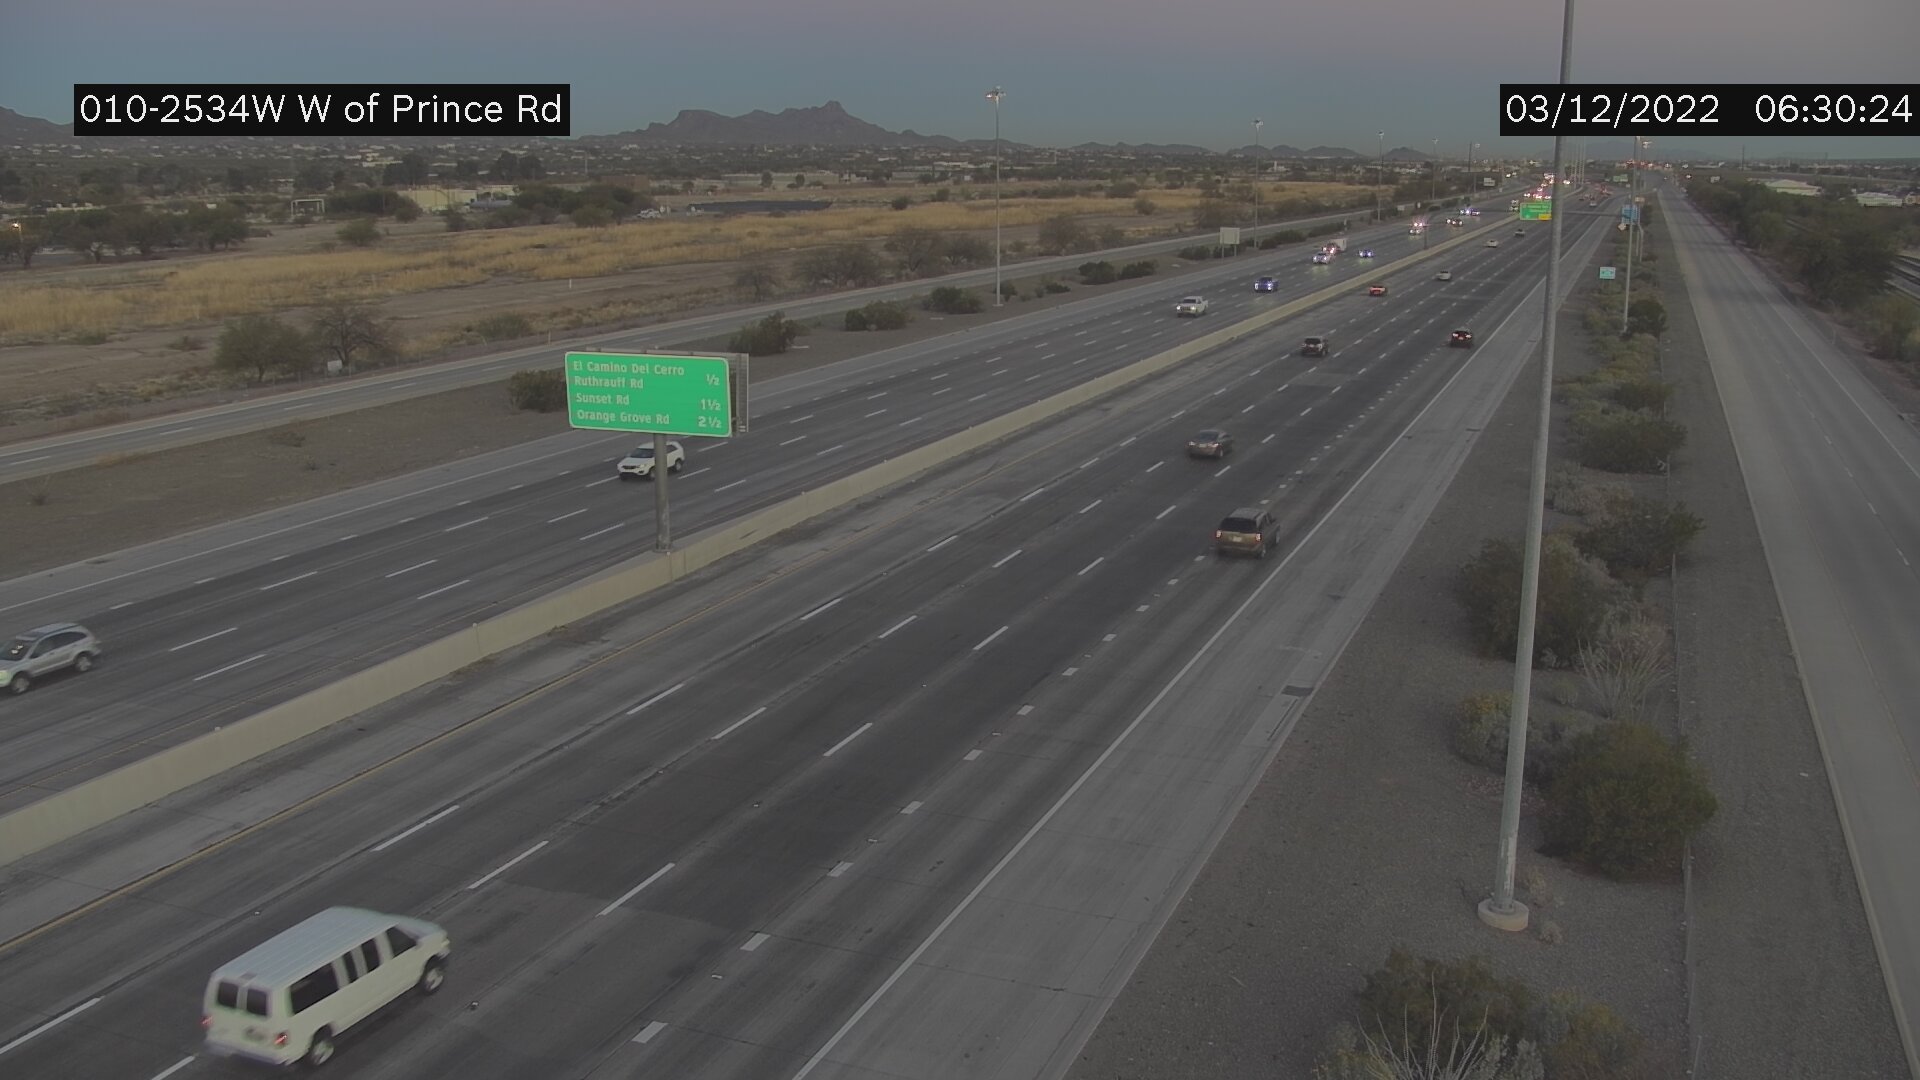 010-2534W W of Prince Rd
03/12/2022 06:30:24
El Camino Del Cerro
Ruthrauff Rd ½
Sunset Rd 1½
Orange Grove Rd 2½